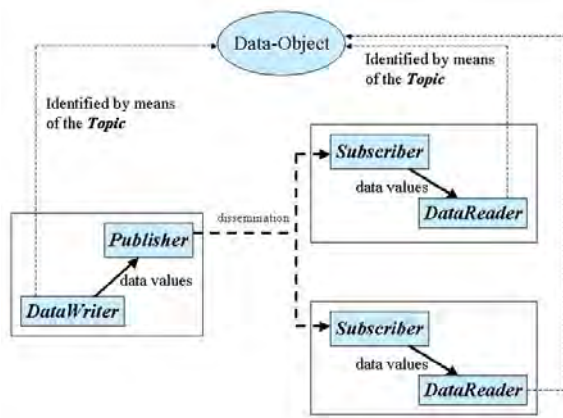 Data-Object
Identified by means
of the Topic
Identified by means
of the Topic
Subscriber
data values
DataReader
dissemination
Publisher
data values
DataWriter
Subscriber
data values
DataReader